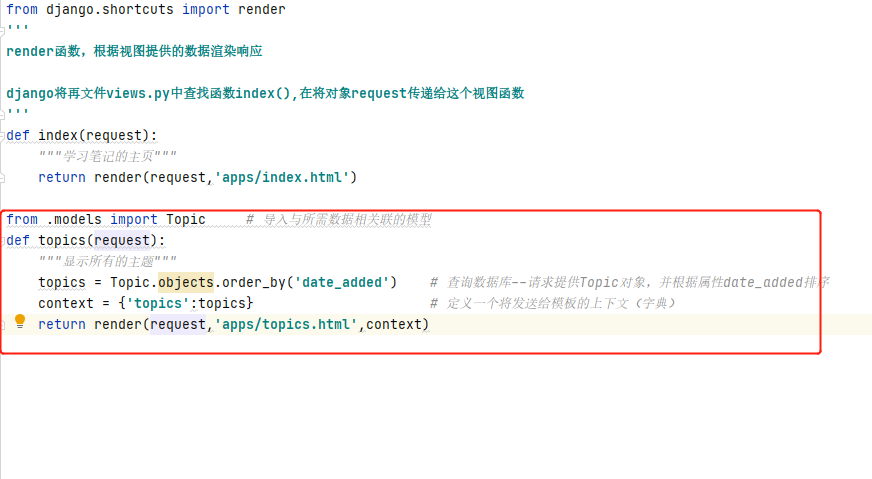 from django.shortcuts import render
'''
render函数，根据视图提供的数据渲染响应
django将再文件views.py中查找函数index(),在将对象request传递给这个视图函数
'''
def index(request):
    """学习笔记的主页"""
    return render(request,'apps/index.html')
from .models import Topic     # 导入与所需数据相关联的模型
def topics(request):
    """显示所有的主题"""
    topics = Topic.objects.order_by('date_added')    # 查询数据库--请求提供Topic对象，并根据属性date_added排序
    context = {'topics':topics}                      # 定义一个将发送给模板的上下文（字典）
    return render(request,'apps/topics.html',context)